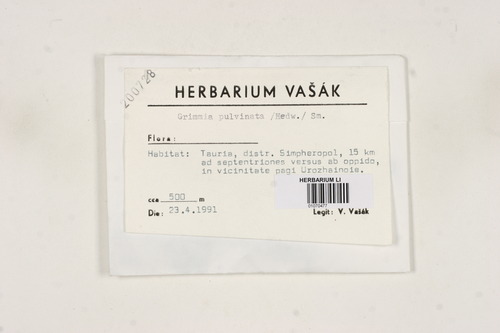 200728
HERBARIUM VAŠÁK
Grimmia pulvinata /Hedw./ Sm.
Flora:
Habitat: Tauria, distr. Simpheropol, 15 km
ad septentriones versus ab oppido,
in vicinitate pagi Urozhainoie.
HERBARIUM LI
01070477
cca 500 m
Die: 23.4.1991
Legit: V. Vašák